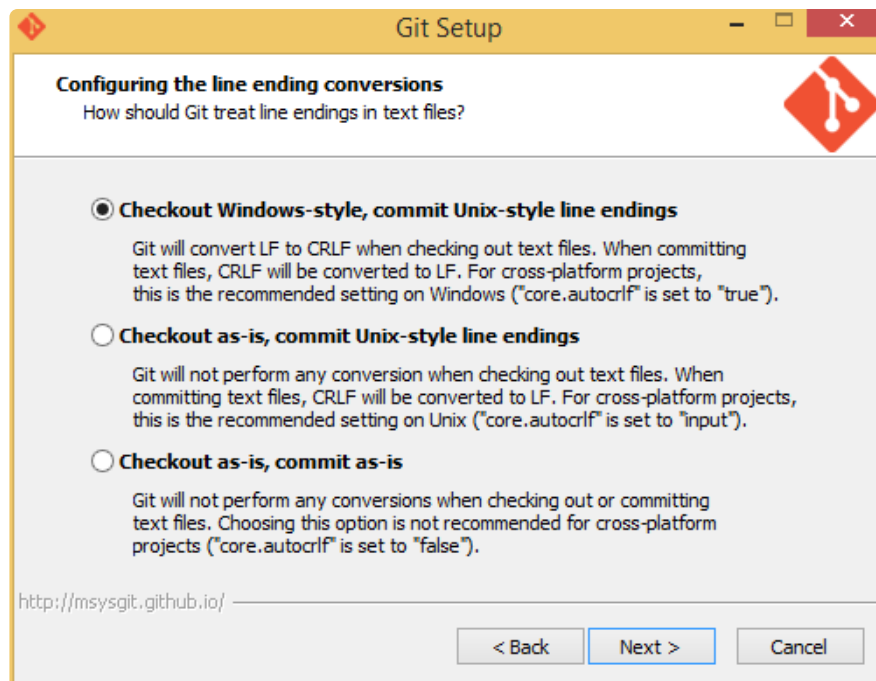 Git Setup
Configuring the line ending conversions
How should Git treat line endings in text files?
Checkout Windows-style, commit Unix-style line endings
Git will convert LF to CRLF when checking out text files. When committing
text files, CRLF will be converted to LF. For cross-platform projects,
this is the recommended setting on Windows ("core.autocrlf" is set to "true").
Checkout as-is, commit Unix-style line endings
Git will not perform any conversion when checking out text files. When
committing text files, CRLF will be converted to LF. For cross-platform projects,
this is the recommended setting on Unix ("core.autocrlf" is set to "input").
Checkout as-is, commit as-is
Git will not perform any conversions when checking out or committing
text files. Choosing this option is not recommended for cross-platform
projects ("core.autocrlf" is set to "false").
http://msysgit.github.io/
< Back Next > Cancel